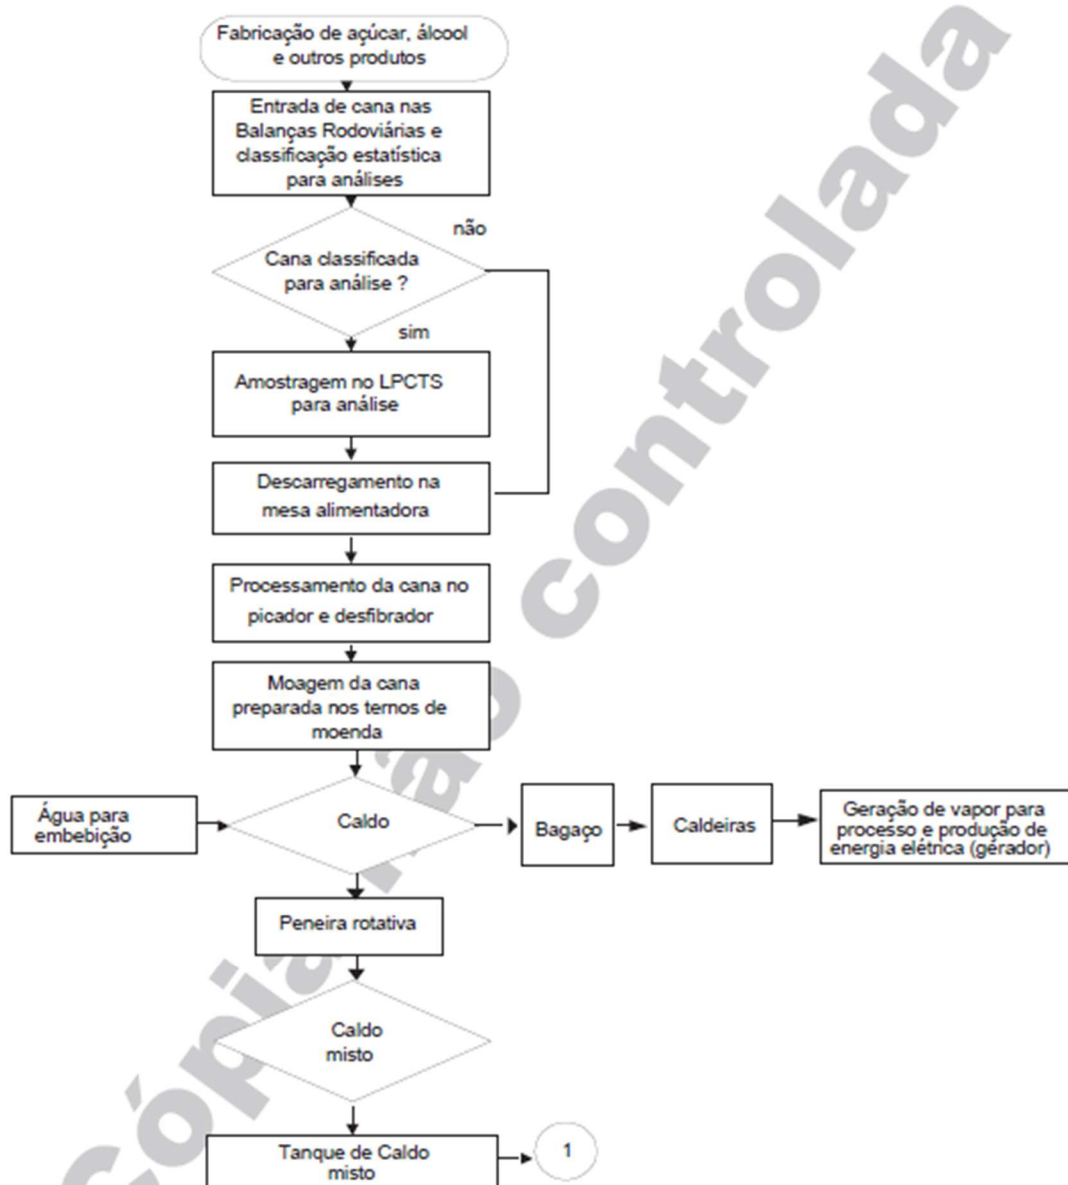 Fabricação de açúcar, álcool
e outros produtos
Entrada de cana nas
Balanças Rodoviárias e
classificação estatística
para análises
não
Cana classificada
para análise ?
sim
Amostragem no LPCTS
para análise
Descarregamento na
mesa alimentadora
Processamento da cana no
picador e desfibrador
Moagem da cana
preparada nos ternos de
moenda
Água para
embebição
Caldo
Bagaço
Caldeiras
Geração de vapor para
processo e produção de
energia elétrica (gerador)
Peneira rotativa
Caldo
misto
Tanque de Caldo
misto
1
Cópia não controlada